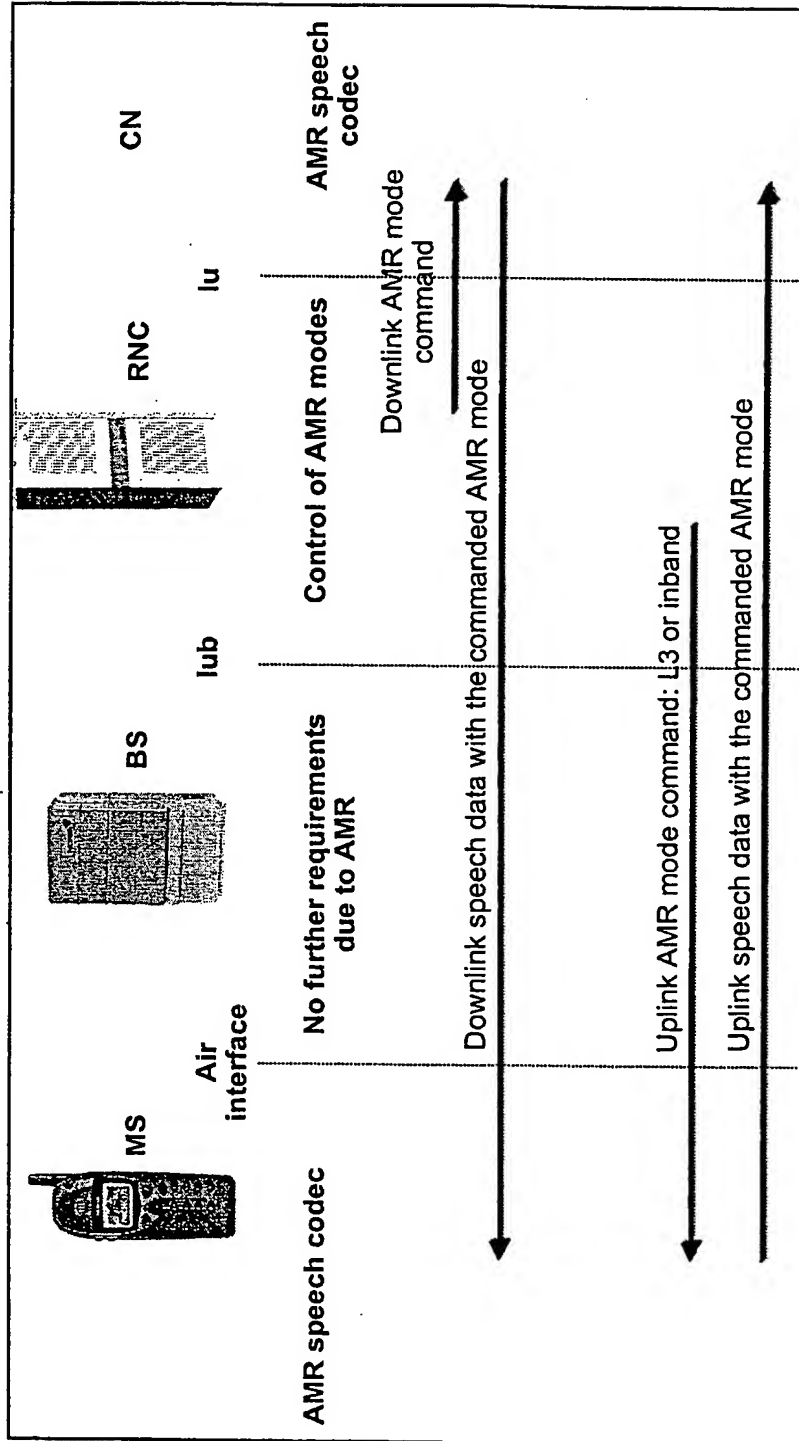 MS
BS
RNC
CN
Air
interface
Iub
Iu
AMR speech codec
No further requirements
due to AMR
Control of AMR modes
AMR speech
codec
Downlink AMR mode
command
Downlink speech data with the commanded AMR mode
Uplink AMR mode command: L3 or inband
Uplink speech data with the commanded AMR mode